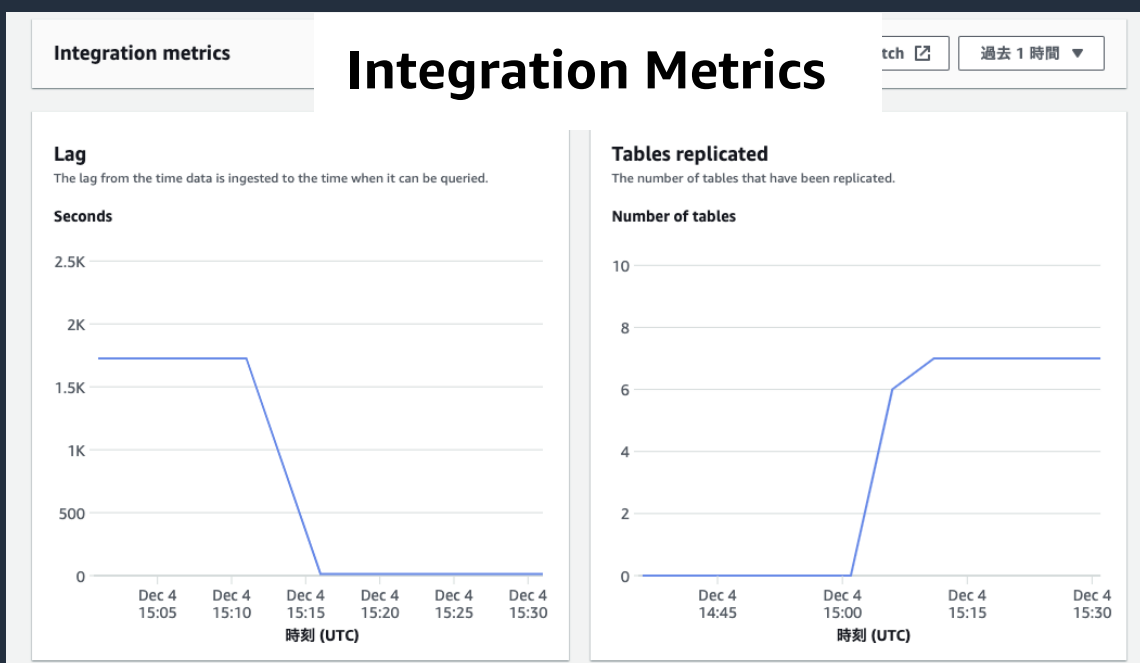 Integration metrics
Integration Metrics
tch
過去 1 時間 ▼
Lag
The lag from the time data is ingested to the time when it can be queried.
Seconds
2.5K
2K
1.5K
1K
500
0
Dec 4 Dec 4 Dec 4 Dec 4 Dec 4 Dec 4
15:05 15:10 15:15 15:20 15:25 15:30
時刻 (UTC)
Tables replicated
The number of tables that have been replicated.
Number of tables
10
8
6
4
2
0
Dec 4 Dec 4 Dec 4 Dec 4
14:45 15:00 15:15 15:30
時刻 (UTC)